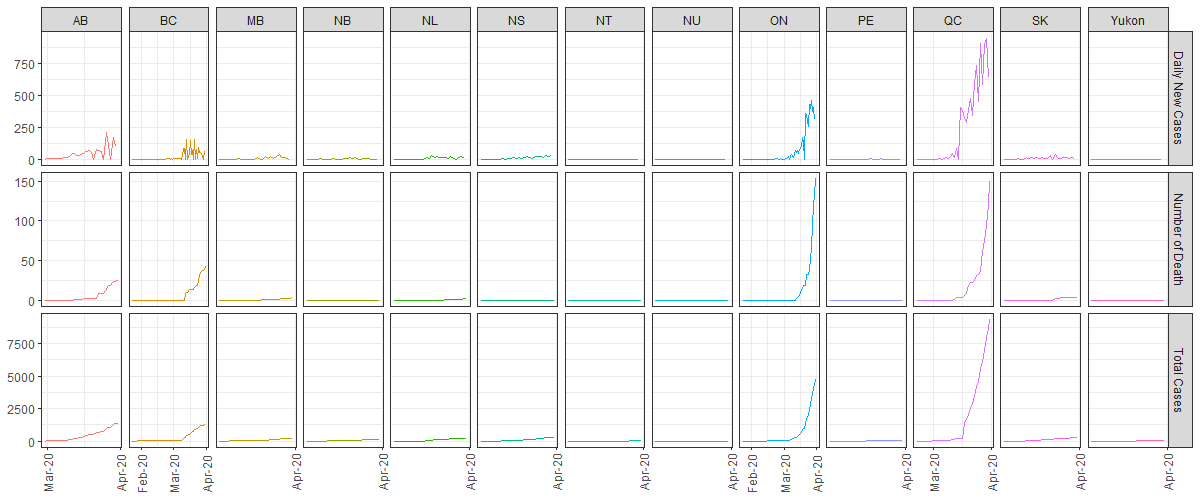 AB BC MB NB NL NS NT NU ON PE QC SK Yukon
750
500
250
0
Daily New Cases
150
100
50
0
Number of Death
7500
5000
2500
0
Total Cases
Mar-20 Apr-20 Feb-20 Mar-20 Apr-20 Apr-20 Apr-20 Apr-20 Apr-20 Apr-20 Apr-20 Feb-20 Mar-20 Apr-20 Apr-20 Mar-20 Apr-20 Apr-20 Apr-20